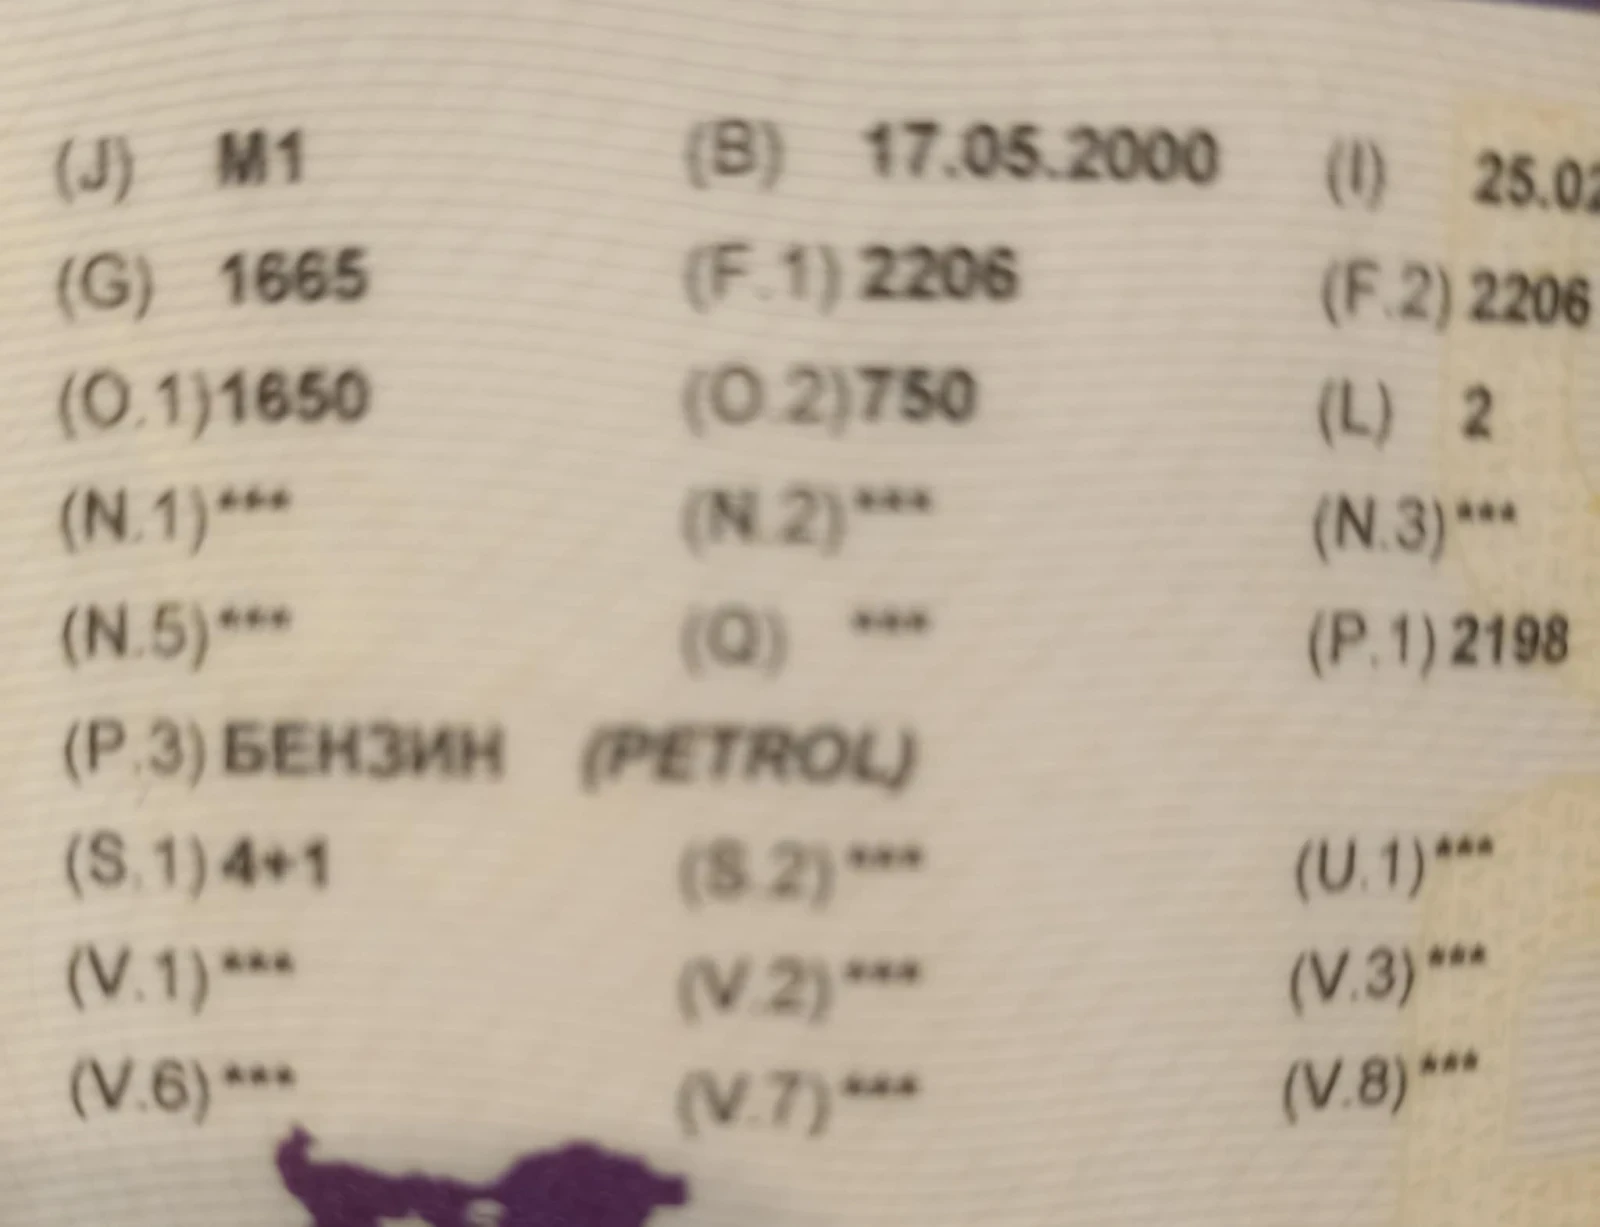 (J) M1 (B) 17.05.2000 (I) 25.02
(G) 1665 (F.1) 2206 (F.2) 2206
(O.1) 1650 (O.2) 750 (L) 2
(N.1) *** (N.2) *** (N.3) ***
(N.5) *** (Q) *** (P.1) 2198
(P.3) БЕНЗИН (PETROL)
(S.1) 4+1 (S.2) *** (U.1) ***
(V.1) *** (V.2) *** (V.3) ***
(V.6) *** (V.7) *** (V.8) ***